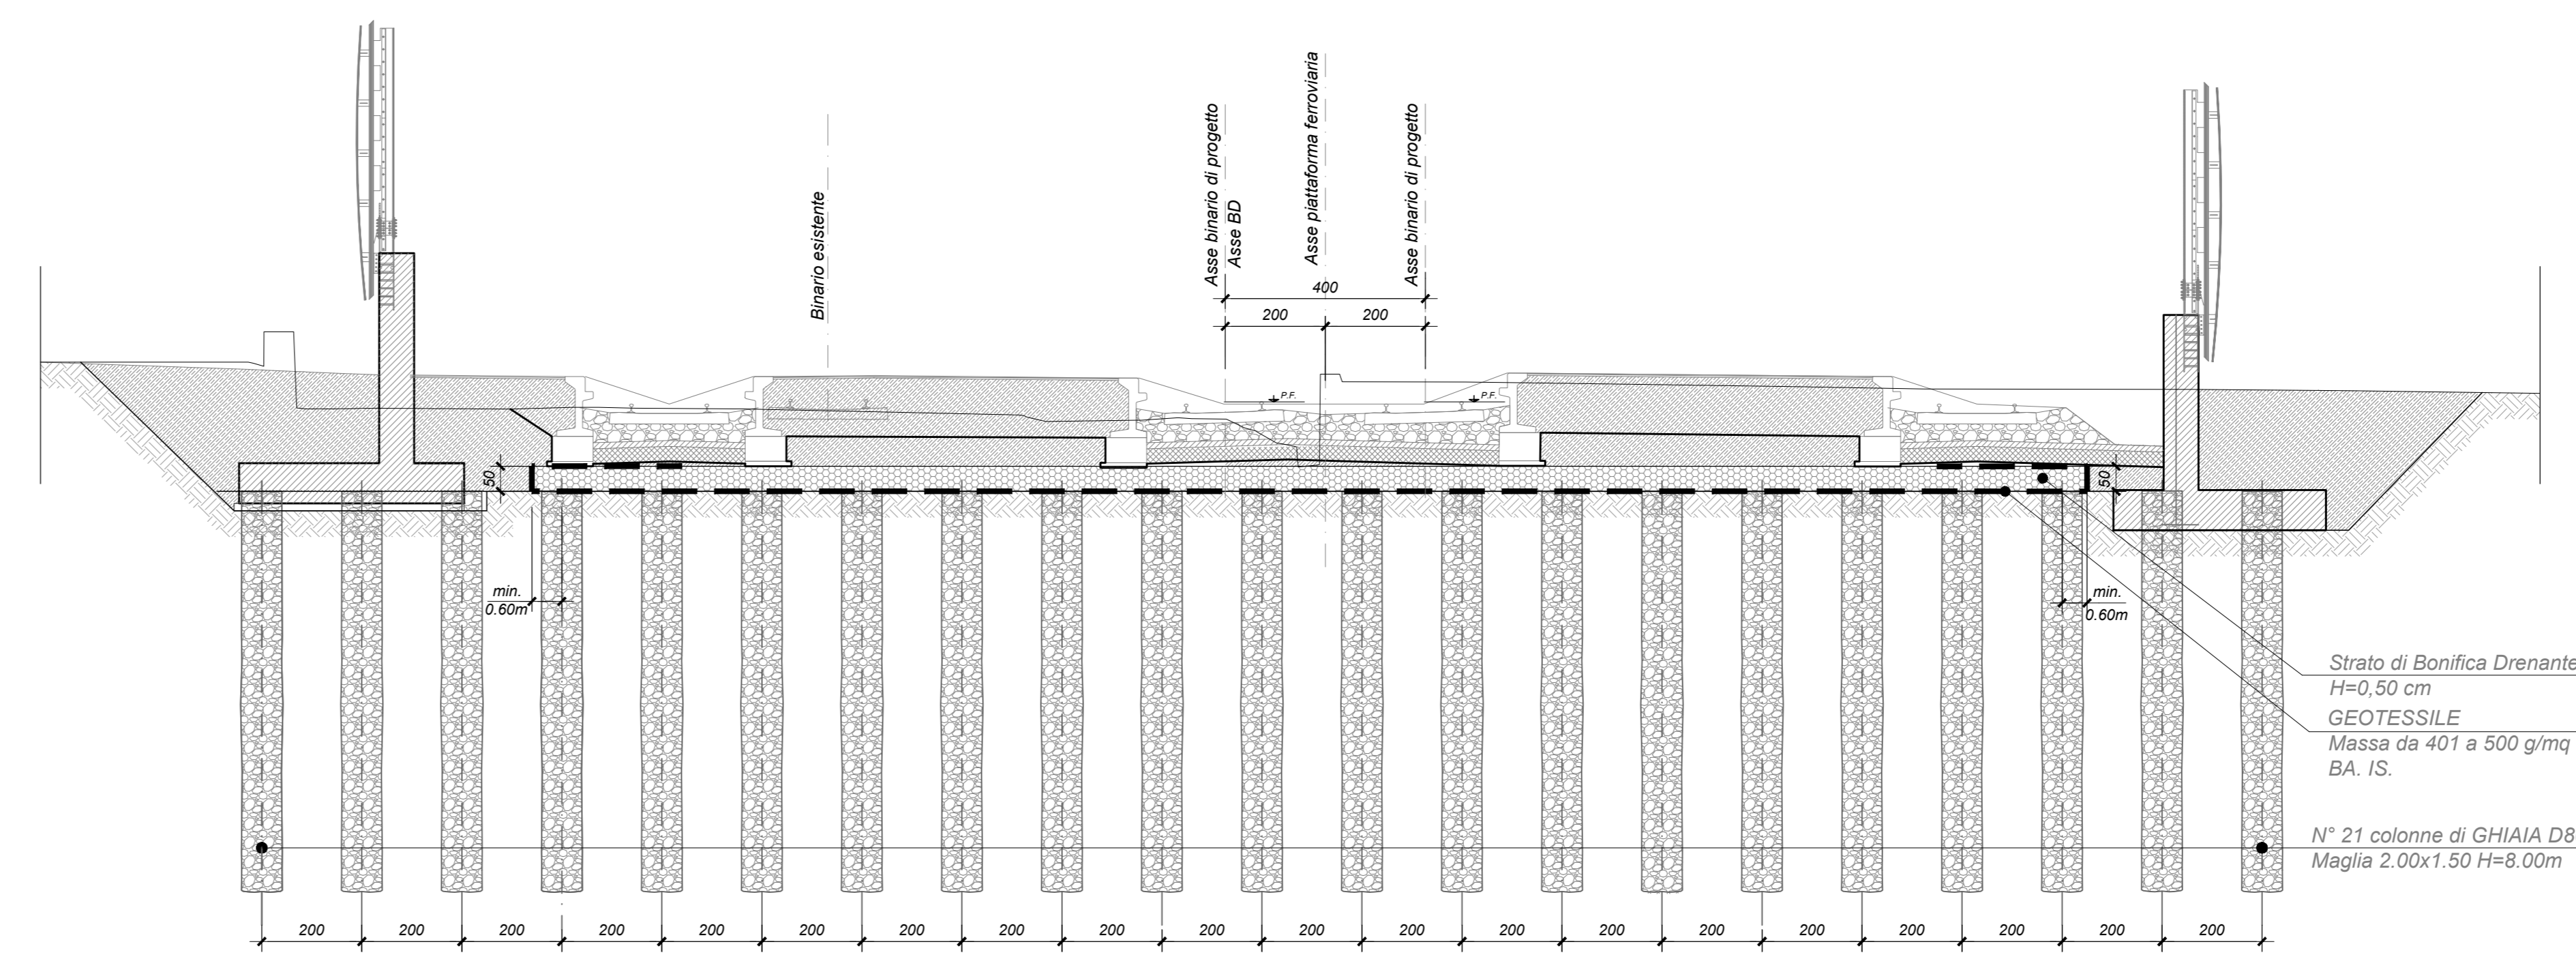 Binario esistente
Asse binario di progetto
Asse BD
Asse piattaforma ferroviaria
Asse binario di progetto
400
200 200
P.F. P.F.
50
50
min.
0.60m
min.
0.60m
Strato di Bonifica Drenante
H=0,50 cm
GEOTESSILE
Massa da 401 a 500 g/mq
BA. IS.
N° 21 colonne di GHIAIA D8
Maglia 2.00x1.50 H=8.00m
200 200 200 200 200 200 200 200 200 200 200 200 200 200 200 200 200 200 200 200